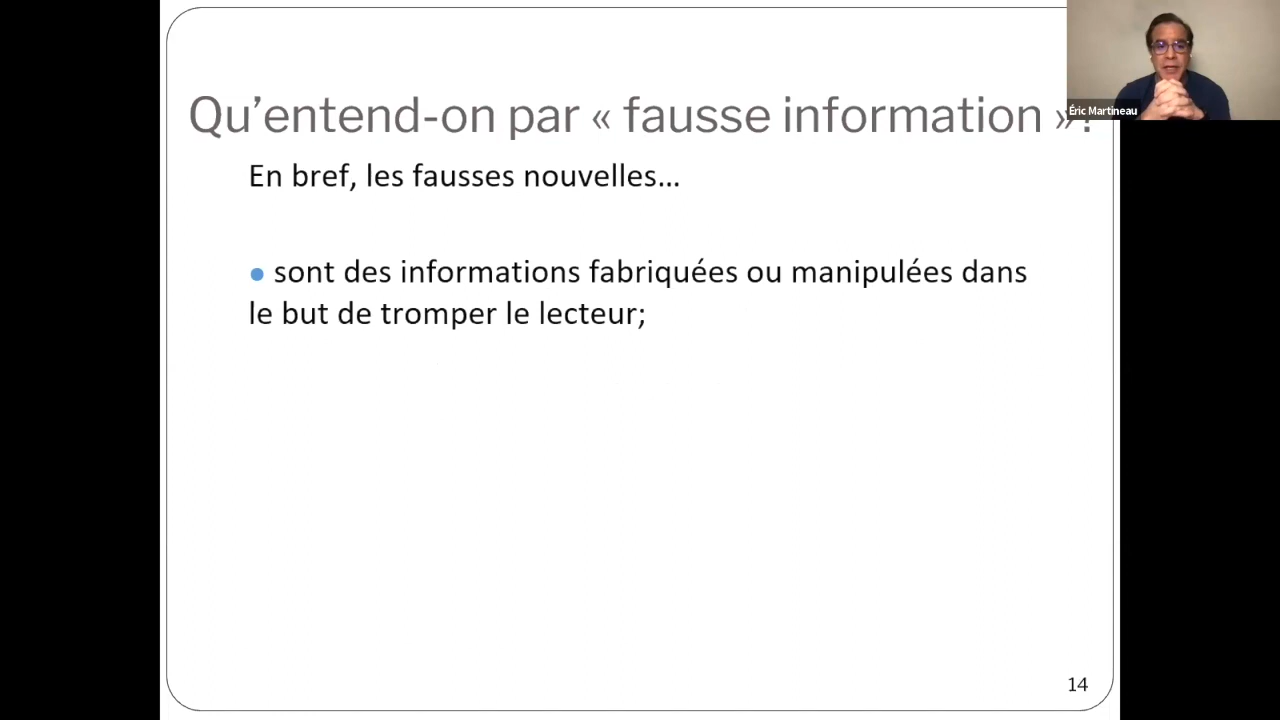 Qu’entend-on par « fausse information » ?
Éric Martineau
En bref, les fausses nouvelles…
● sont des informations fabriquées ou manipulées dans
le but de tromper le lecteur;
14